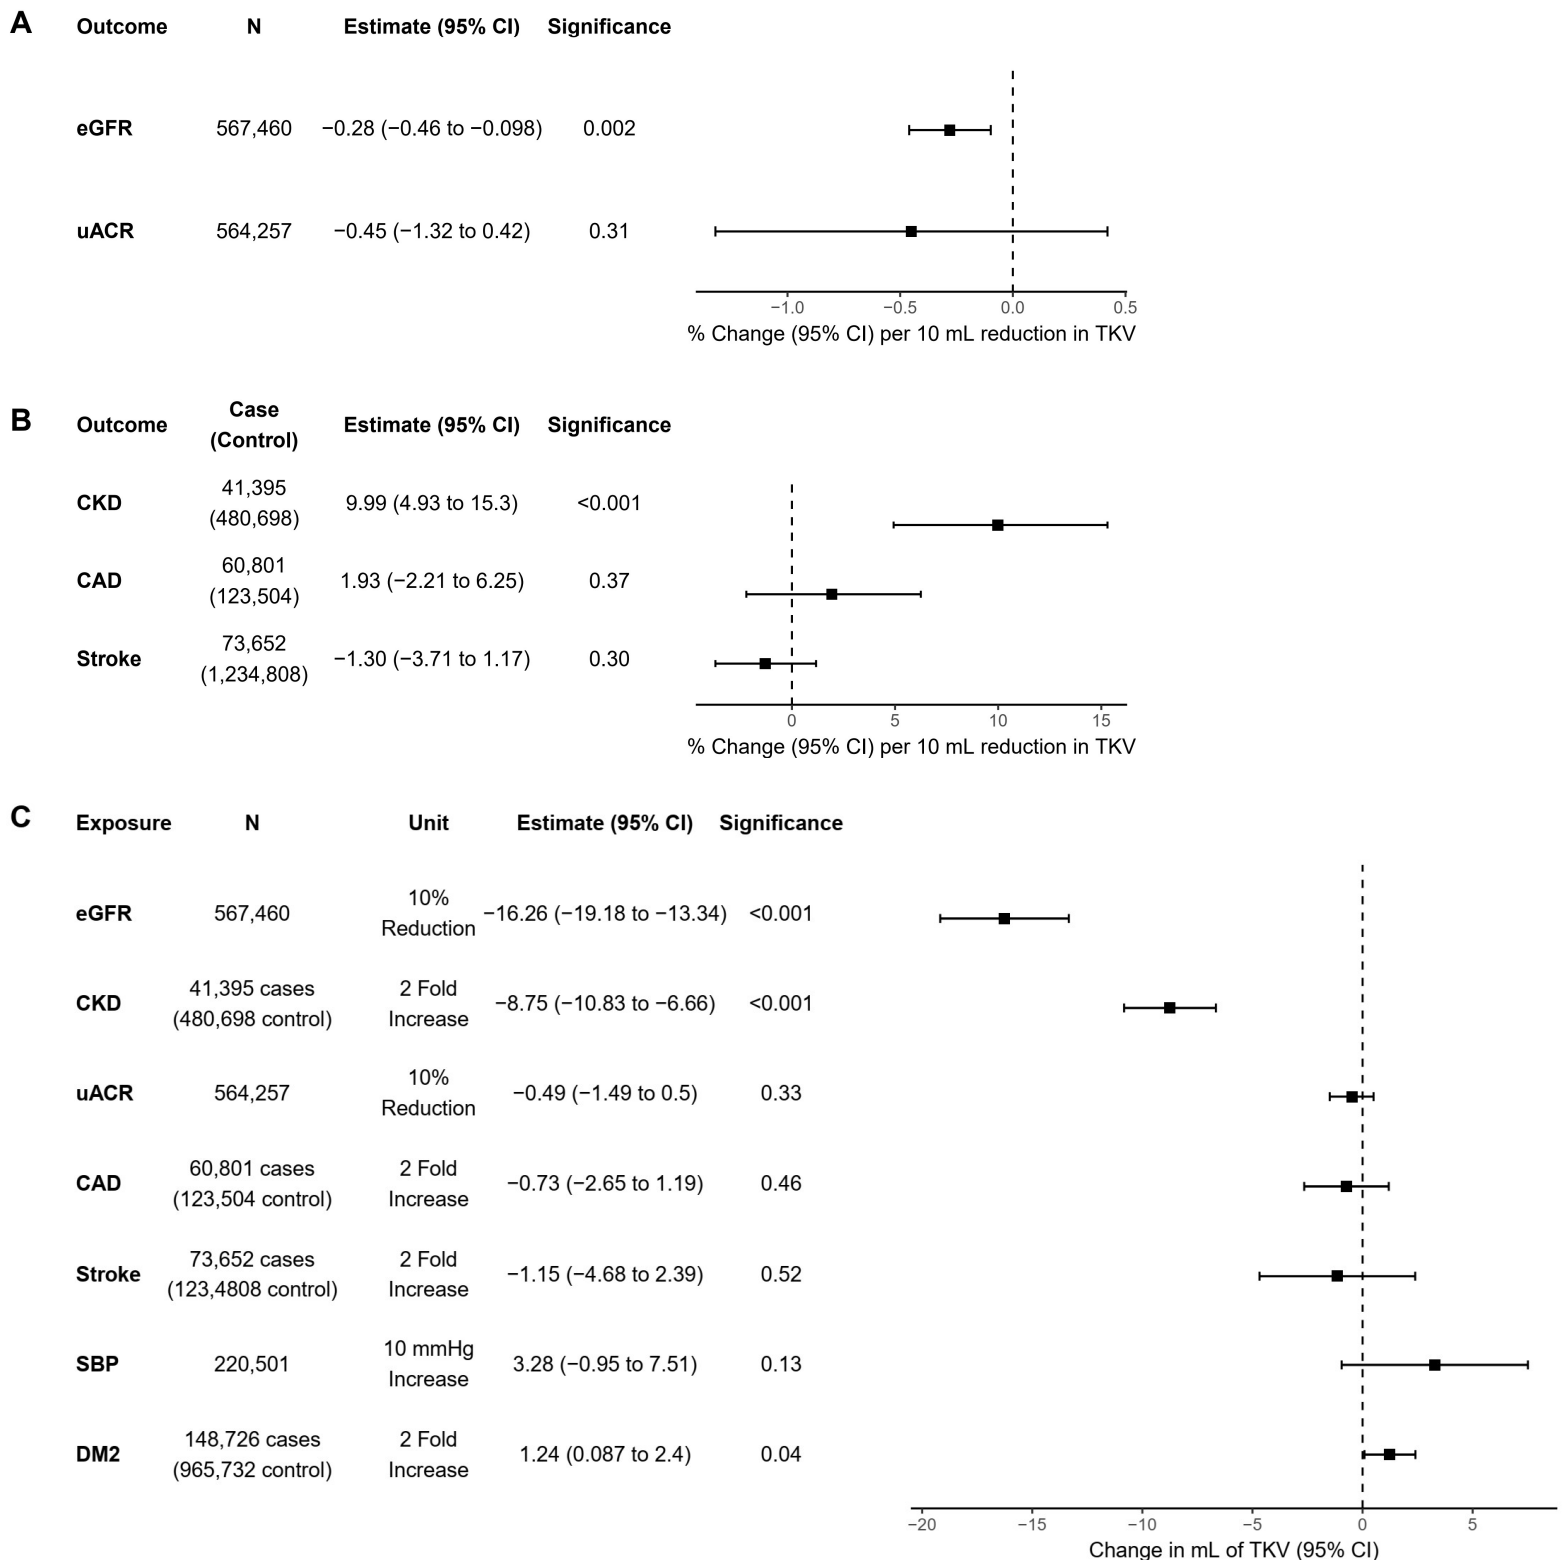 A
Outcome N Estimate (95% CI) Significance
eGFR 567,460 −0.28 (−0.46 to −0.098) 0.002
uACR 564,257 −0.45 (−1.32 to 0.42) 0.31
−1.0 −0.5 0.0 0.5
% Change (95% CI) per 10 mL reduction in TKV
B
Outcome Case (Control) Estimate (95% CI) Significance
CKD 41,395 (480,698) 9.99 (4.93 to 15.3) <0.001
CAD 60,801 (123,504) 1.93 (−2.21 to 6.25) 0.37
Stroke 73,652 (1,234,808) −1.30 (−3.71 to 1.17) 0.30
0 5 10 15
% Change (95% CI) per 10 mL reduction in TKV
C
Exposure N Unit Estimate (95% CI) Significance
eGFR 567,460 10% Reduction −16.26 (−19.18 to −13.34) <0.001
CKD 41,395 cases (480,698 control) 2 Fold Increase −8.75 (−10.83 to −6.66) <0.001
uACR 564,257 10% Reduction −0.49 (−1.49 to 0.5) 0.33
CAD 60,801 cases (123,504 control) 2 Fold Increase −0.73 (−2.65 to 1.19) 0.46
Stroke 73,652 cases (123,4808 control) 2 Fold Increase −1.15 (−4.68 to 2.39) 0.52
SBP 220,501 10 mmHg Increase 3.28 (−0.95 to 7.51) 0.13
DM2 148,726 cases (965,732 control) 2 Fold Increase 1.24 (0.087 to 2.4) 0.04
−20 −15 −10 −5 0 5
Change in mL of TKV (95% CI)